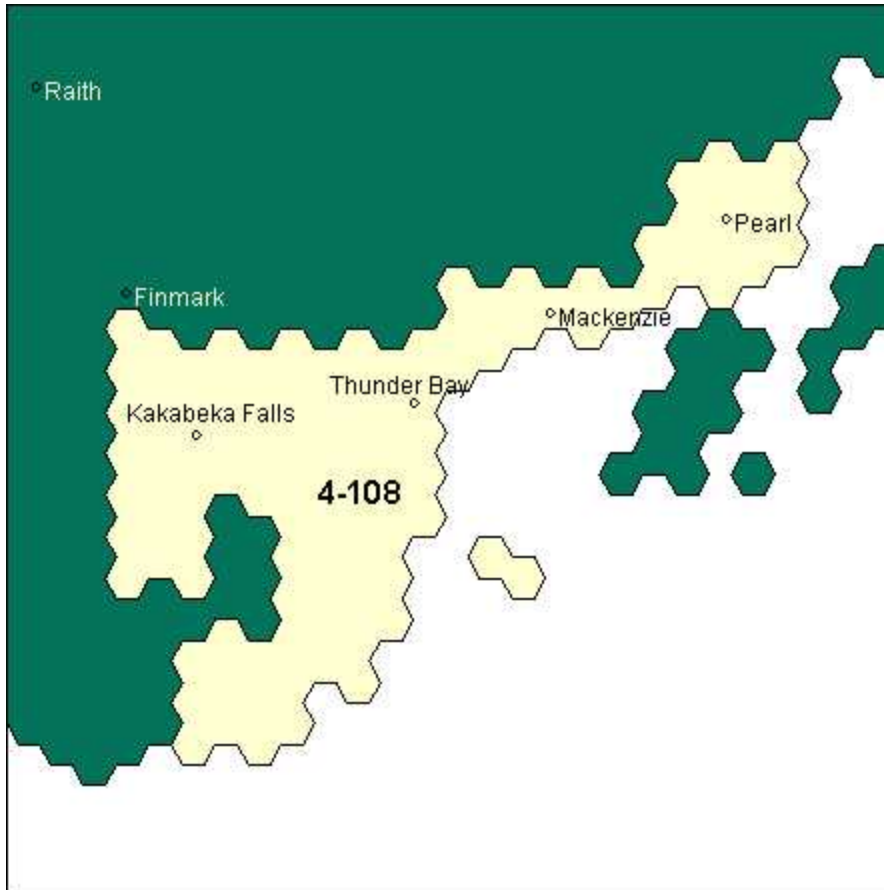 Raith
Pearl
Finmark
Mackenzie
Thunder Bay
Kakabeka Falls
4-108